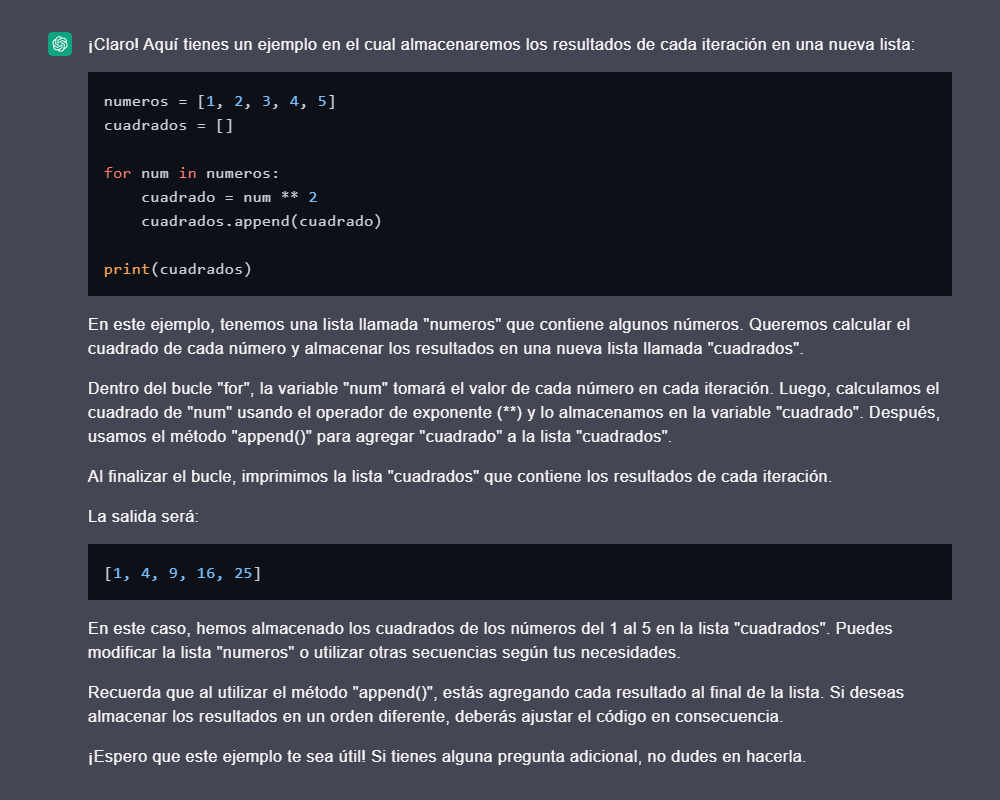 ¡Claro! Aquí tienes un ejemplo en el cual almacenaremos los resultados de cada iteración en una nueva lista:
numeros = [1, 2, 3, 4, 5]
cuadrados = []
for num in numeros:
    cuadrado = num ** 2
    cuadrados.append(cuadrado)
print(cuadrados)
En este ejemplo, tenemos una lista llamada "numeros" que contiene algunos números. Queremos calcular el
cuadrado de cada número y almacenar los resultados en una nueva lista llamada "cuadrados".
Dentro del bucle "for", la variable "num" tomará el valor de cada número en cada iteración. Luego, calculamos el
cuadrado de "num" usando el operador de exponente (**) y lo almacenamos en la variable "cuadrado". Después,
usamos el método "append()" para agregar "cuadrado" a la lista "cuadrados".
Al finalizar el bucle, imprimimos la lista "cuadrados" que contiene los resultados de cada iteración.
La salida será:
[1, 4, 9, 16, 25]
En este caso, hemos almacenado los cuadrados de los números del 1 al 5 en la lista "cuadrados". Puedes
modificar la lista "numeros" o utilizar otras secuencias según tus necesidades.
Recuerda que al utilizar el método "append()", estás agregando cada resultado al final de la lista. Si deseas
almacenar los resultados en un orden diferente, deberás ajustar el código en consecuencia.
¡Espero que este ejemplo te sea útil! Si tienes alguna pregunta adicional, no dudes en hacerla.